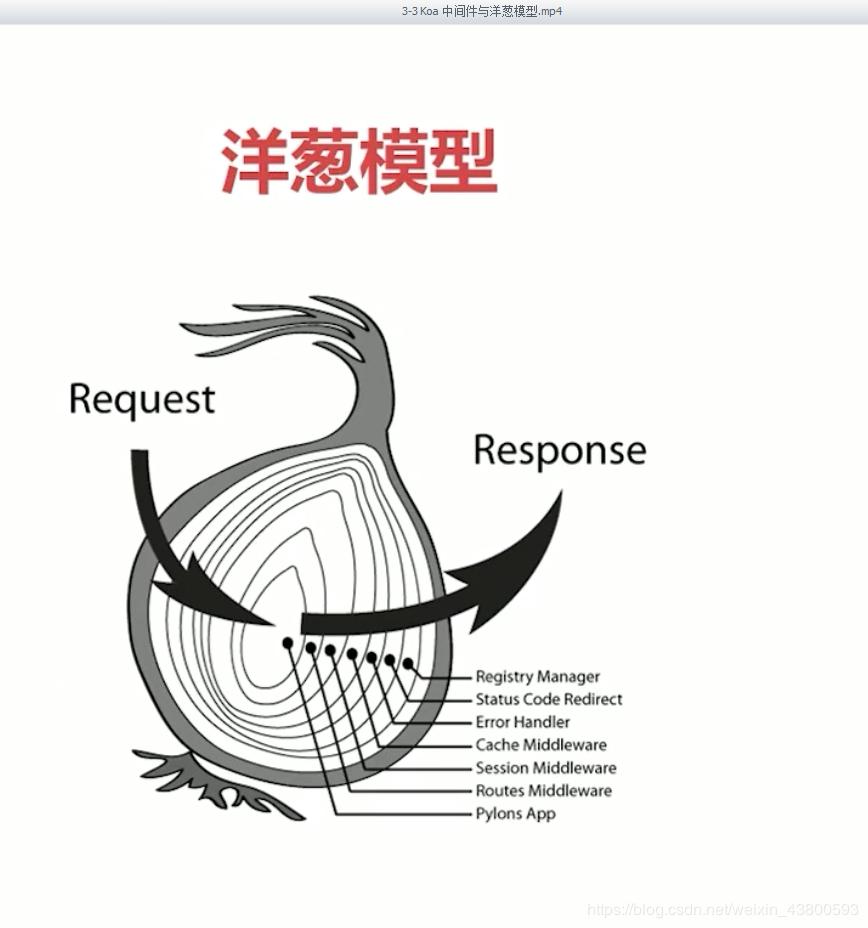 3-3 Koa 中间件与洋葱模型.mp4
洋葱模型
Request
Response
Registry Manager
Status Code Redirect
Error Handler
Cache Middleware
Session Middleware
Routes Middleware
Pylons App
https://blog.csdn.net/weixin_43800593